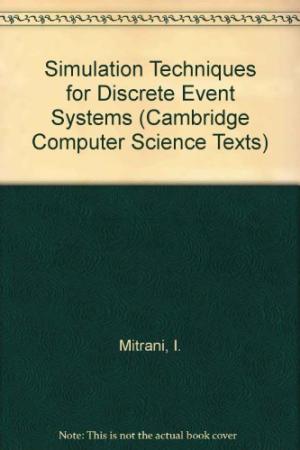 Simulation Techniques
for Discrete Event
Systems (Cambridge
Computer Science Texts)
Mitrani, I.
Note: This is not the actual book cover